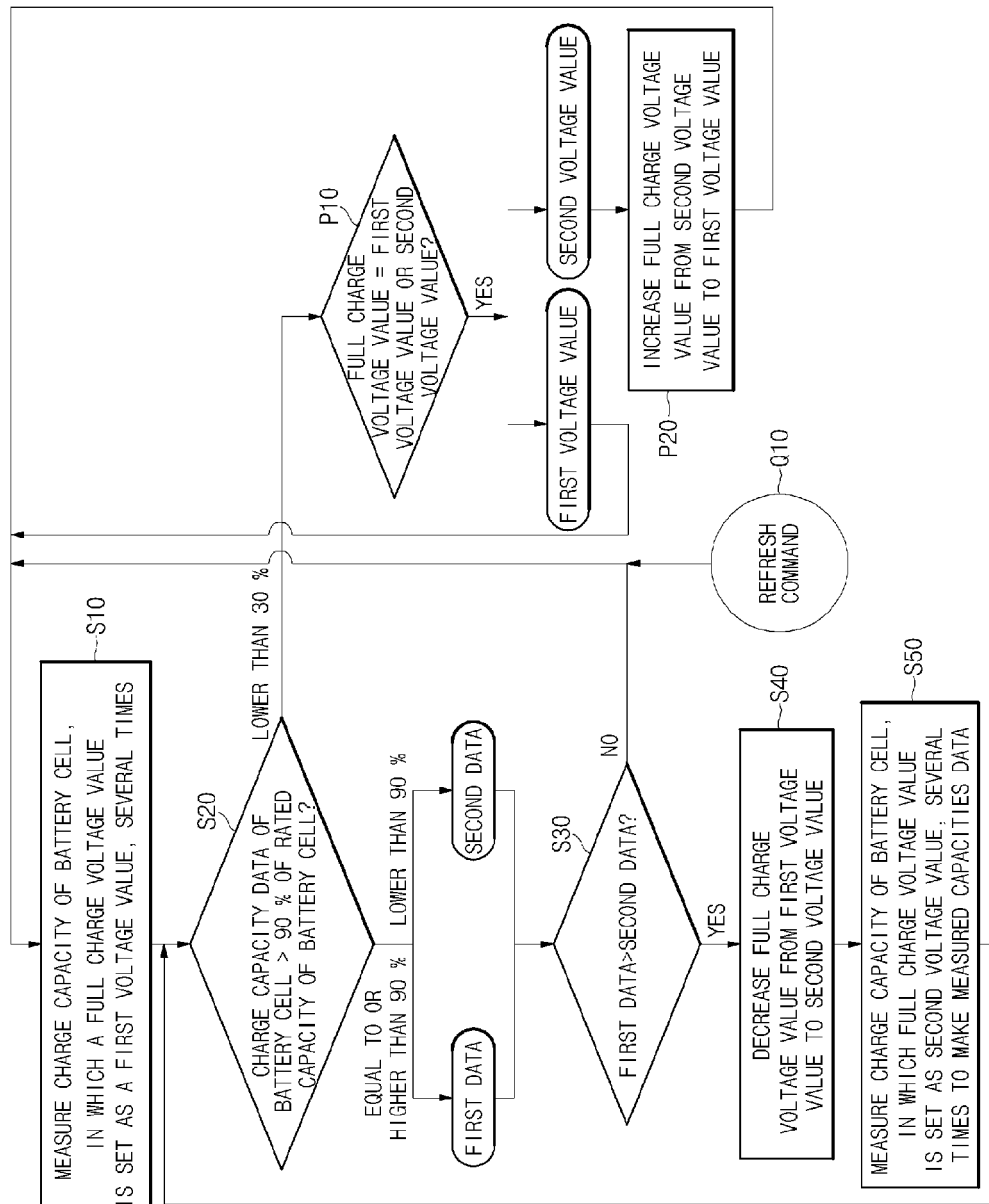 MEASURE CHARGE CAPACITY OF BATTERY CELL,
IN WHICH A FULL CHARGE VOLTAGE VALUE
IS SET AS A FIRST VOLTAGE VALUE, SEVERAL TIMES
S10
CHARGE CAPACITY DATA OF
BATTERY CELL > 90 % OF RATED
CAPACITY OF BATTERY CELL?
S20
LOWER THAN 30 %
FULL CHARGE
VOLTAGE VALUE = FIRST
VOLTAGE VALUE OR SECOND
VOLTAGE VALUE?
P10
YES
FIRST VOLTAGE VALUE
SECOND VOLTAGE VALUE
INCREASE FULL CHARGE VOLTAGE
VALUE FROM SECOND VOLTAGE
VALUE TO FIRST VOLTAGE VALUE
P20
EQUAL TO OR
HIGHER THAN 90 %
LOWER THAN 90 %
FIRST DATA
SECOND DATA
FIRST DATA>SECOND DATA?
S30
NO
YES
REFRESH
COMMAND
Q10
DECREASE FULL CHARGE
VOLTAGE VALUE FROM FIRST VOLTAGE
VALUE TO SECOND VOLTAGE VALUE
S40
MEASURE CHARGE CAPACITY OF BATTERY CELL,
IN WHICH FULL CHARGE VOLTAGE VALUE
IS SET AS SECOND VOLTAGE VALUE, SEVERAL
TIMES TO MAKE MEASURED CAPACITIES DATA
S50